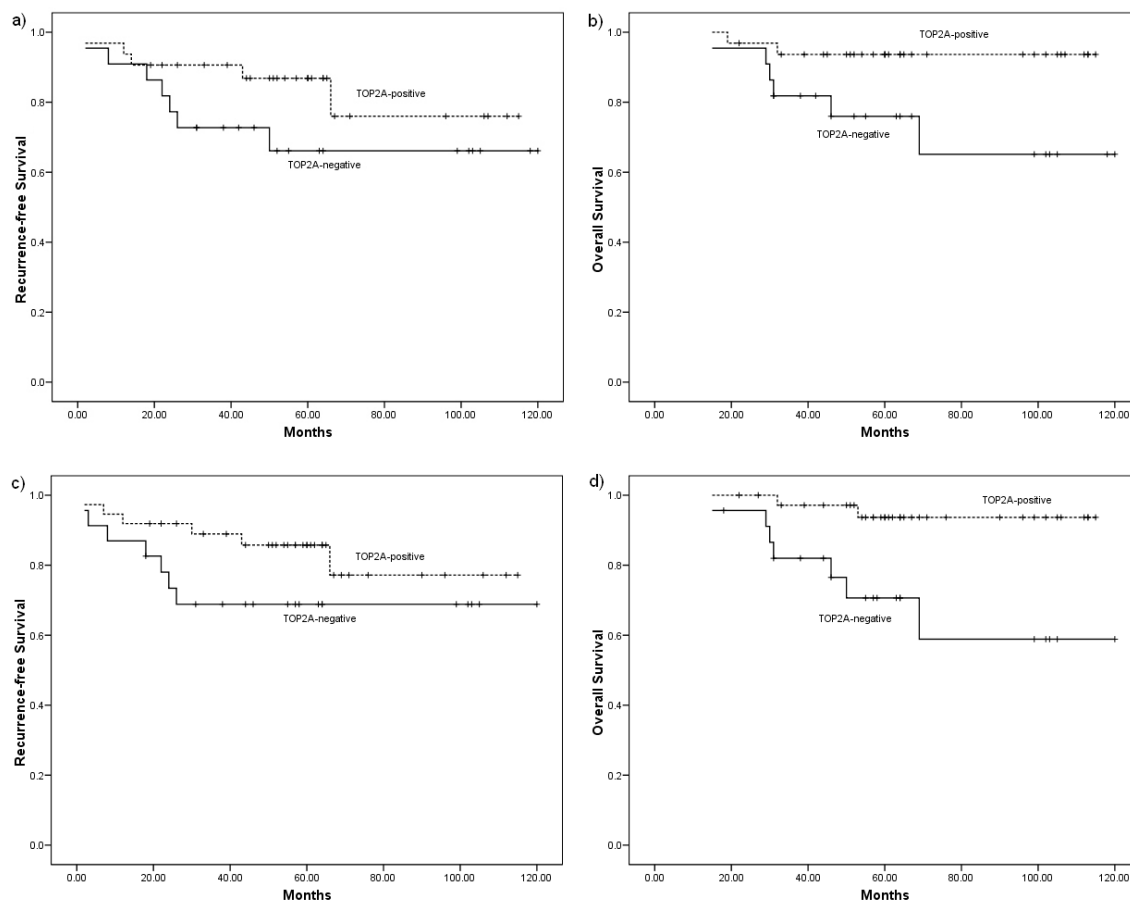 a)
1.0
0.8
0.6
0.4
0.2
0.0
Recurrence-free Survival
TOP2A-positive
TOP2A-negative
0.00 20.00 40.00 60.00 80.00 100.00 120.00
Months
b)
1.0
0.8
0.6
0.4
0.2
0.0
Overall Survival
TOP2A-positive
TOP2A-negative
0.00 20.00 40.00 60.00 80.00 100.00 120.00
Months
c)
1.0
0.8
0.6
0.4
0.2
0.0
Recurrence-free Survival
TOP2A-positive
TOP2A-negative
0.00 20.00 40.00 60.00 80.00 100.00 120.00
Months
d)
1.0
0.8
0.6
0.4
0.2
0.0
Overall Survival
TOP2A-positive
TOP2A-negative
0.00 20.00 40.00 60.00 80.00 100.00 120.00
Months